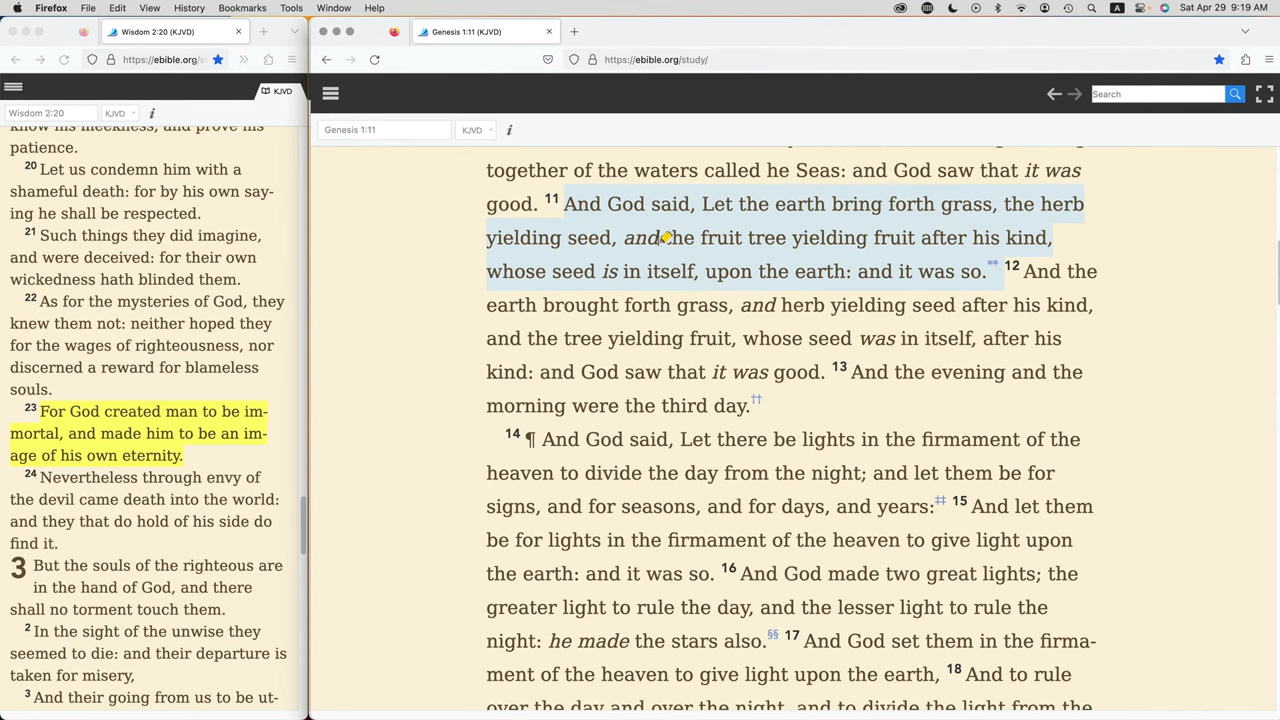 Firefox File Edit View History Bookmarks Tools Window Help
A Sat Apr 29 9:19 AM
Wisdom 2:20 (KJVD)
https://ebible.org/s
KJVD
Wisdom 2:20 KJVD i
know his meekness, and prove his
patience.
20 Let us condemn him with a
shameful death: for by his own say-
ing he shall be respected.
21 Such things they did imagine,
and were deceived: for their own
wickedness hath blinded them.
22 As for the mysteries of God, they
knew them not: neither hoped they
for the wages of righteousness, nor
discerned a reward for blameless
souls.
23 For God created man to be im-
mortal, and made him to be an im-
age of his own eternity.
24 Nevertheless through envy of
the devil came death into the world:
and they that do hold of his side do
find it.
3 But the souls of the righteous are
in the hand of God, and there
shall no torment touch them.
2 In the sight of the unwise they
seemed to die: and their departure is
taken for misery,
3 And their going from us to be ut-
Genesis 1:11 (KJVD)
https://ebible.org/study/
Search
Genesis 1:11 KJVD i
together of the waters called he Seas: and God saw that it was
good. 11 And God said, Let the earth bring forth grass, the herb
yielding seed, and the fruit tree yielding fruit after his kind,
whose seed is in itself, upon the earth: and it was so.** 12 And the
earth brought forth grass, and herb yielding seed after his kind,
and the tree yielding fruit, whose seed was in itself, after his
kind: and God saw that it was good. 13 And the evening and the
morning were the third day.††
14 ¶ And God said, Let there be lights in the firmament of the
heaven to divide the day from the night; and let them be for
signs, and for seasons, and for days, and years:‡‡ 15 And let them
be for lights in the firmament of the heaven to give light upon
the earth: and it was so. 16 And God made two great lights; the
greater light to rule the day, and the lesser light to rule the
night: he made the stars also.§§ 17 And God set them in the firma-
ment of the heaven to give light upon the earth, 18 And to rule
over the day and over the night, and to divide the light from the